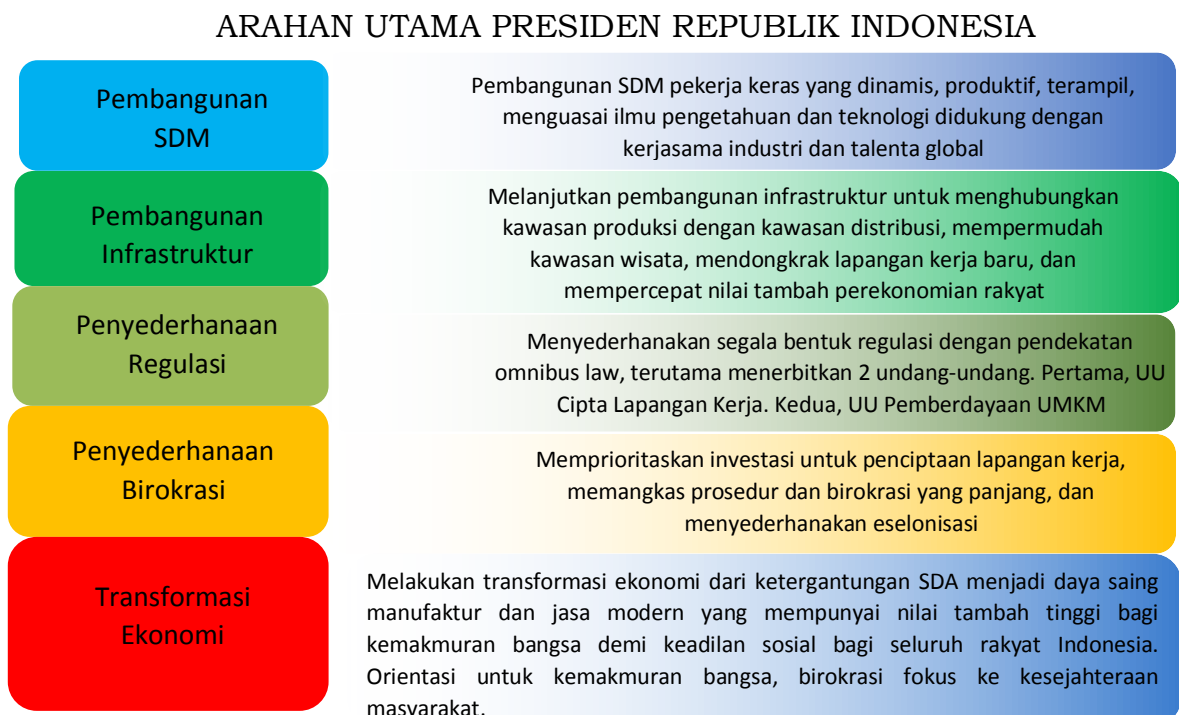 ARAHAN UTAMA PRESIDEN REPUBLIK INDONESIA
Pembangunan
SDM
Pembangunan SDM pekerja keras yang dinamis, produktif, terampil,
menguasai ilmu pengetahuan dan teknologi didukung dengan
kerjasama industri dan talenta global
Pembangunan
Infrastruktur
Melanjutkan pembangunan infrastruktur untuk menghubungkan
kawasan produksi dengan kawasan distribusi, mempermudah
kawasan wisata, mendongkrak lapangan kerja baru, dan
mempercepat nilai tambah perekonomian rakyat
Penyederhanaan
Regulasi
Menyederhanakan segala bentuk regulasi dengan pendekatan
omnibus law, terutama menerbitkan 2 undang-undang. Pertama, UU
Cipta Lapangan Kerja. Kedua, UU Pemberdayaan UMKM
Penyederhanaan
Birokrasi
Memprioritaskan investasi untuk penciptaan lapangan kerja,
memangkas prosedur dan birokrasi yang panjang, dan
menyederhanakan eselonisasi
Transformasi
Ekonomi
Melakukan transformasi ekonomi dari ketergantungan SDA menjadi daya saing
manufaktur dan jasa modern yang mempunyai nilai tambah tinggi bagi
kemakmuran bangsa demi keadilan sosial bagi seluruh rakyat Indonesia.
Orientasi untuk kemakmuran bangsa, birokrasi fokus ke kesejahteraan
masyarakat.